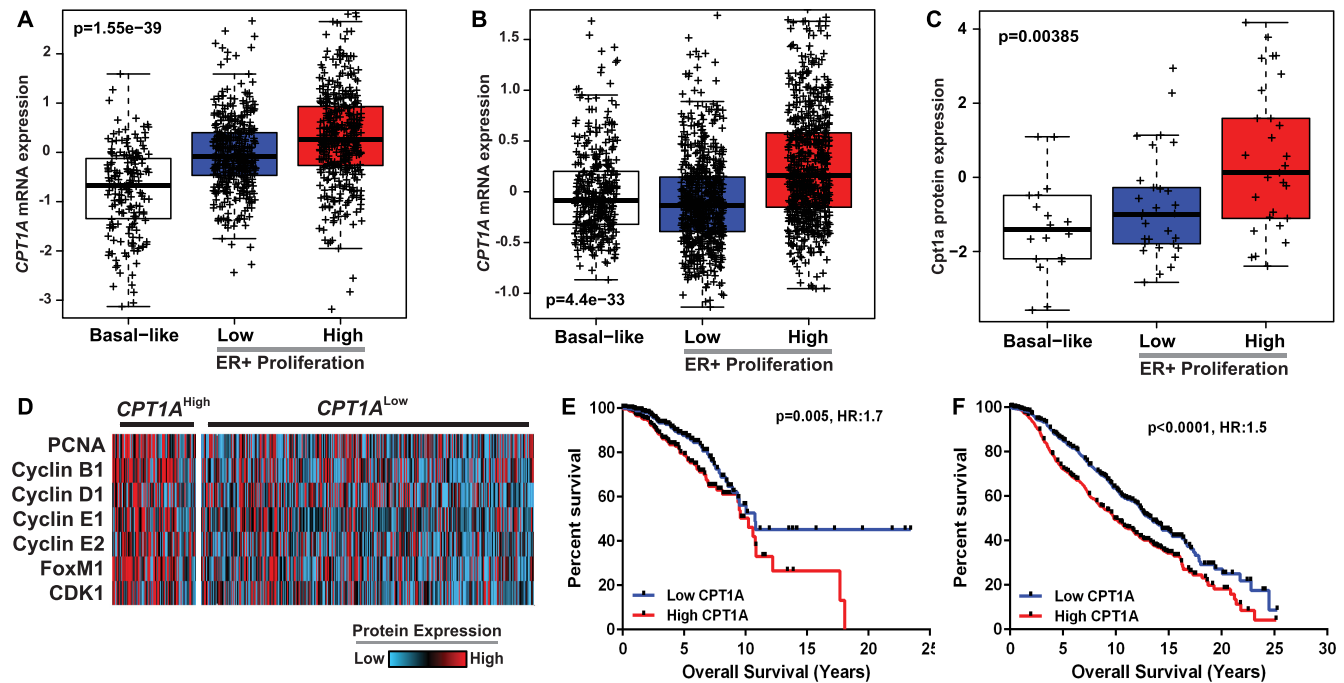 A
p=1.55e−39
CPT1A mRNA expression
2
1
0
-1
-2
-3
Basal−like
Low
High
ER+ Proliferation
B
CPT1A mRNA expression
1.5
1.0
0.5
0
-0.5
-1.0
p=4.4e−33
Basal−like
Low
High
ER+ Proliferation
C
p=0.00385
Cpt1a protein expression
4
2
0
−2
Basal−like
Low
High
ER+ Proliferation
D
CPT1AHigh
CPT1ALow
PCNA
Cyclin B1
Cyclin D1
Cyclin E1
Cyclin E2
FoxM1
CDK1
Protein Expression
Low
High
E
p=0.005, HR:1.7
Percent survival
100
80
60
40
20
0
Low CPT1A
High CPT1A
0 5 10 15 20 25
Overall Survival (Years)
F
p<0.0001, HR:1.5
Percent survival
100
80
60
40
20
0
Low CPT1A
High CPT1A
0 5 10 15 20 25 30
Overall Survival (Years)